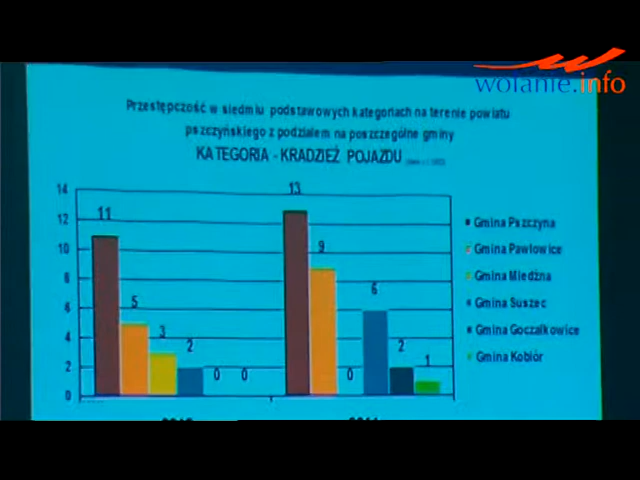 wolanie.info
Przestępczość w siedmiu podstawowych kategoriach na terenie powiatu
pszczyńskiego z podziałem na poszczególne gminy
KATEGORIA - KRADZIEŻ POJAZDU
14
12
10
8
6
4
2
0
11
5
3
2
0
0
13
9
0
6
2
1
Gmina Pszczyna
Gmina Pawłowice
Gmina Miedźna
Gmina Suszec
Gmina Goczałkowice
Gmina Kobiór